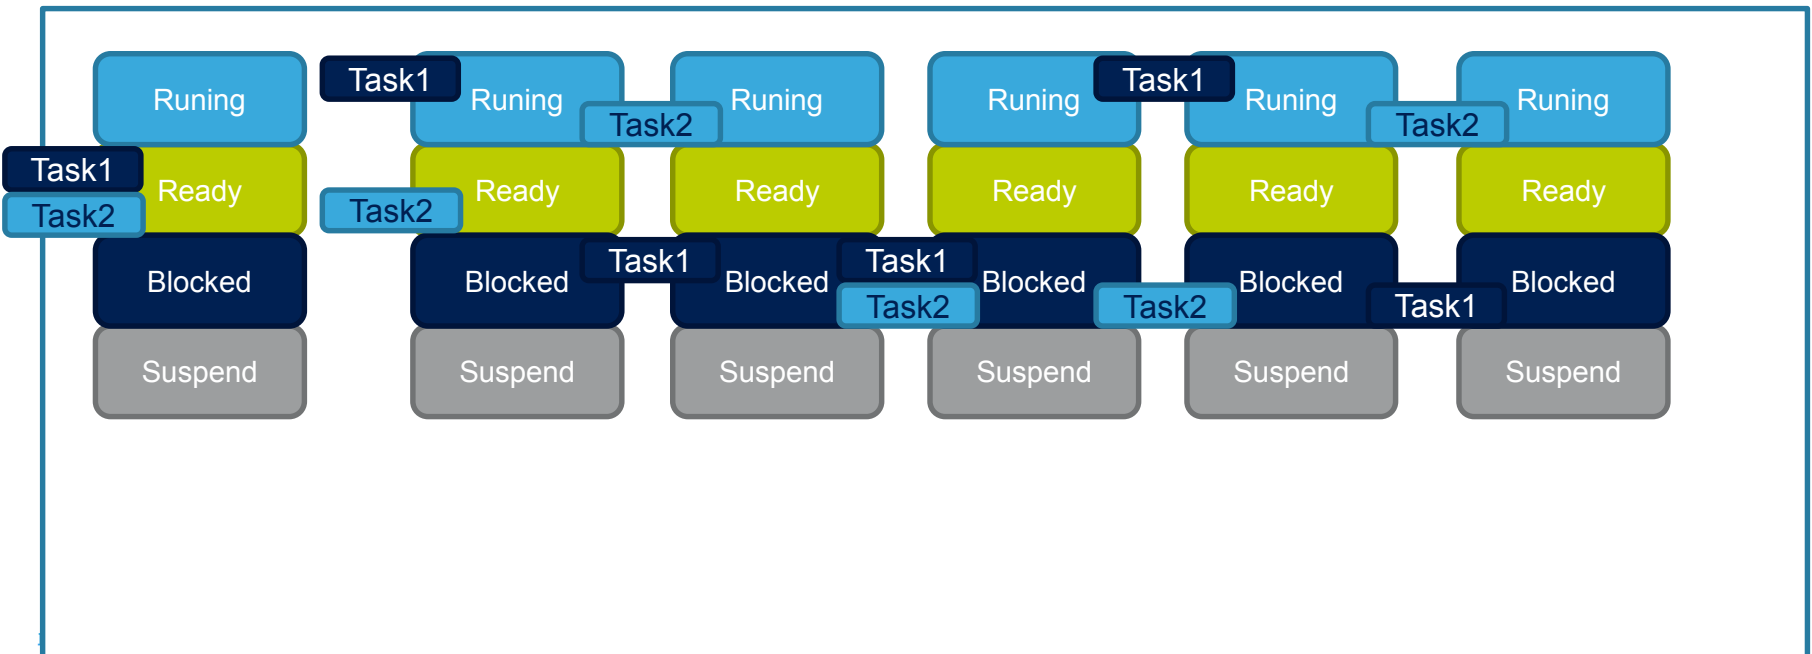 Runing
Task1
Runing
Runing
Task2
Runing
Task1
Runing
Task2
Runing
Task1
Task2
Ready
Task2
Ready
Ready
Ready
Ready
Ready
Blocked
Blocked
Task1
Blocked
Task1
Task2
Blocked
Task2
Blocked
Task1
Blocked
Suspend
Suspend
Suspend
Suspend
Suspend
Suspend